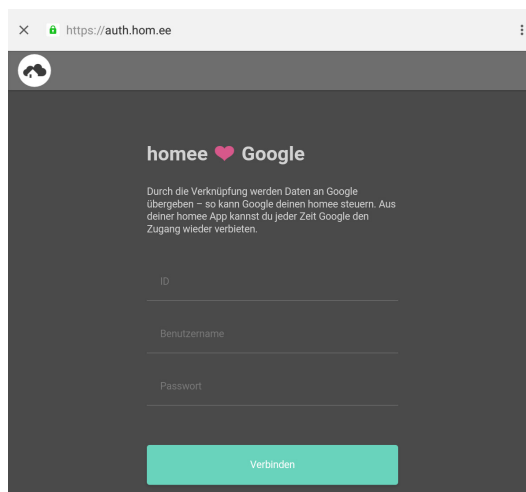 https://auth.hom.ee
homee ❤ Google
Durch die Verknüpfung werden Daten an Google
übergeben – so kann Google deinen homee steuern. Aus
deiner homee App kannst du jeder Zeit Google den
Zugang wieder verbieten.
ID
Benutzername
Passwort
Verbinden